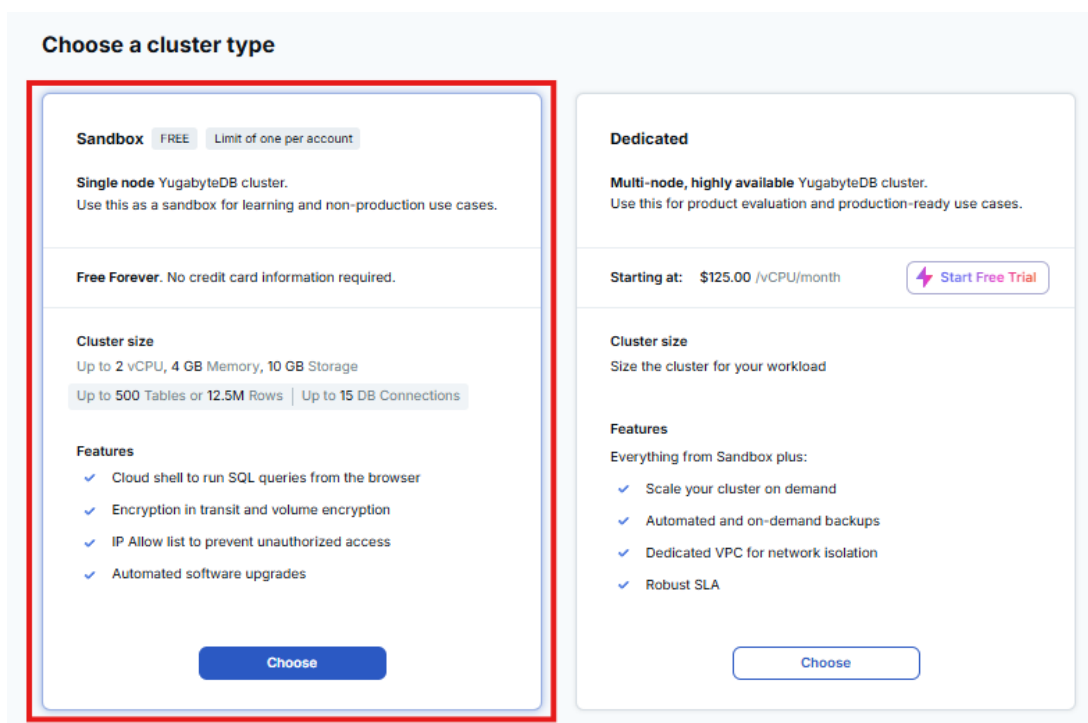 Choose a cluster type
Sandbox FREE Limit of one per account
Single node YugabyteDB cluster.
Use this as a sandbox for learning and non-production use cases.
Free Forever. No credit card information required.
Cluster size
Up to 2 vCPU, 4 GB Memory, 10 GB Storage
Up to 500 Tables or 12.5M Rows | Up to 15 DB Connections
Features
Cloud shell to run SQL queries from the browser
Encryption in transit and volume encryption
IP Allow list to prevent unauthorized access
Automated software upgrades
Choose
Dedicated
Multi-node, highly available YugabyteDB cluster.
Use this for product evaluation and production-ready use cases.
Starting at: $125.00 /vCPU/month Start Free Trial
Cluster size
Size the cluster for your workload
Features
Everything from Sandbox plus:
Scale your cluster on demand
Automated and on-demand backups
Dedicated VPC for network isolation
Robust SLA
Choose